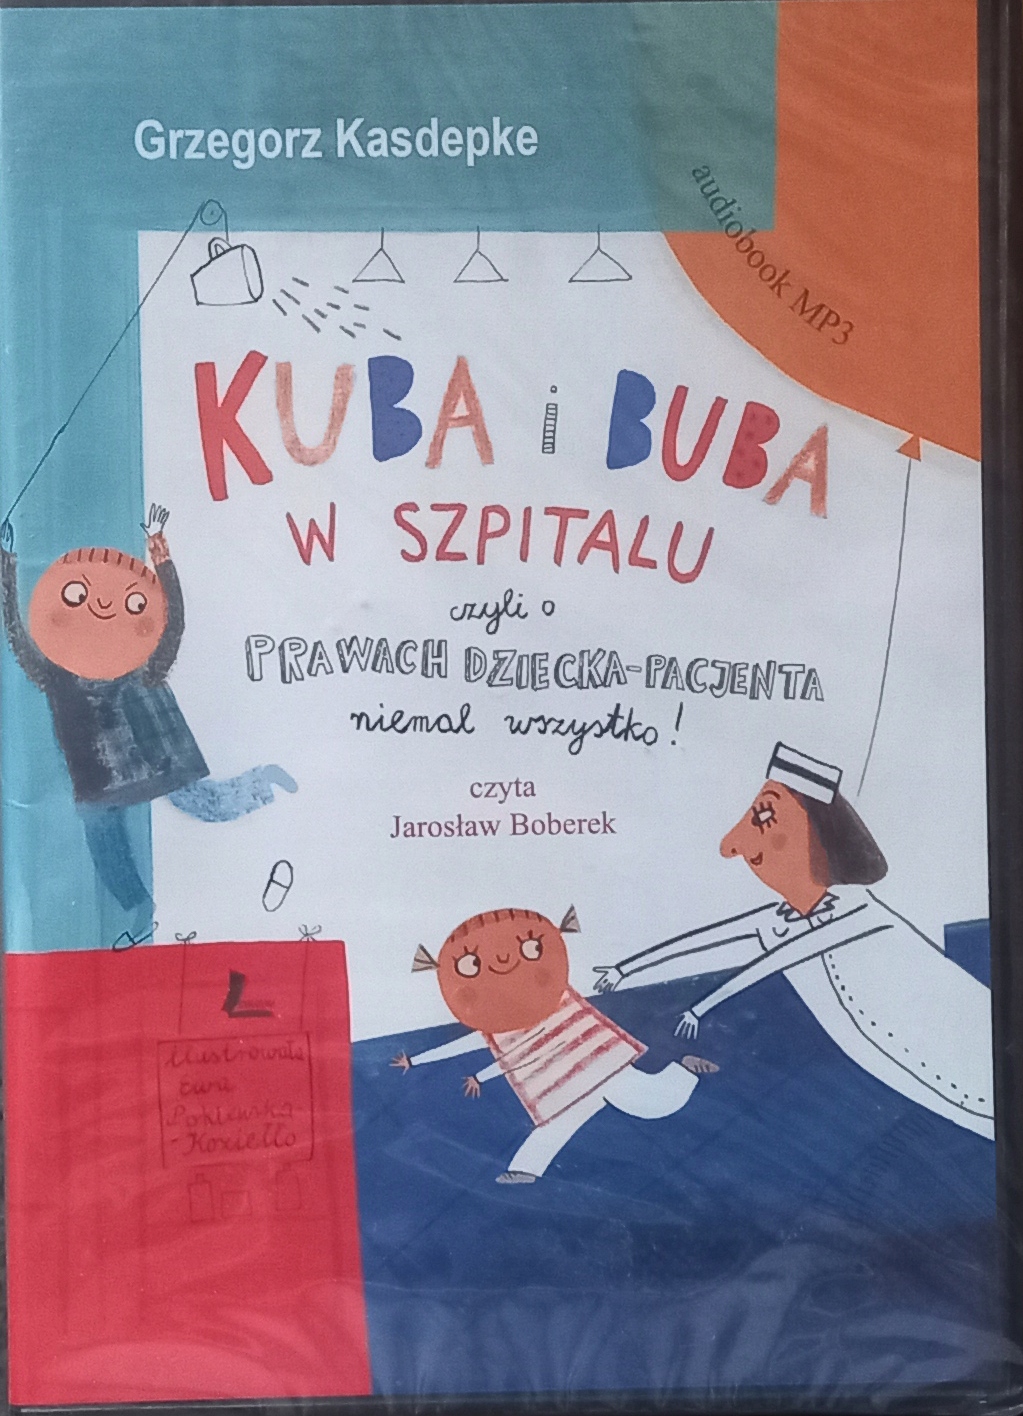 Grzegorz Kasdepke
audiobook MP3
KUBA i BUBA
W SZPITALU
czyli o
PRAWACH DZIECKA-PACJENTA
niemal wszystko!
czyta
Jarosław Boberek
ilustrowała
Ewa
Poklewska-
-Koziełło